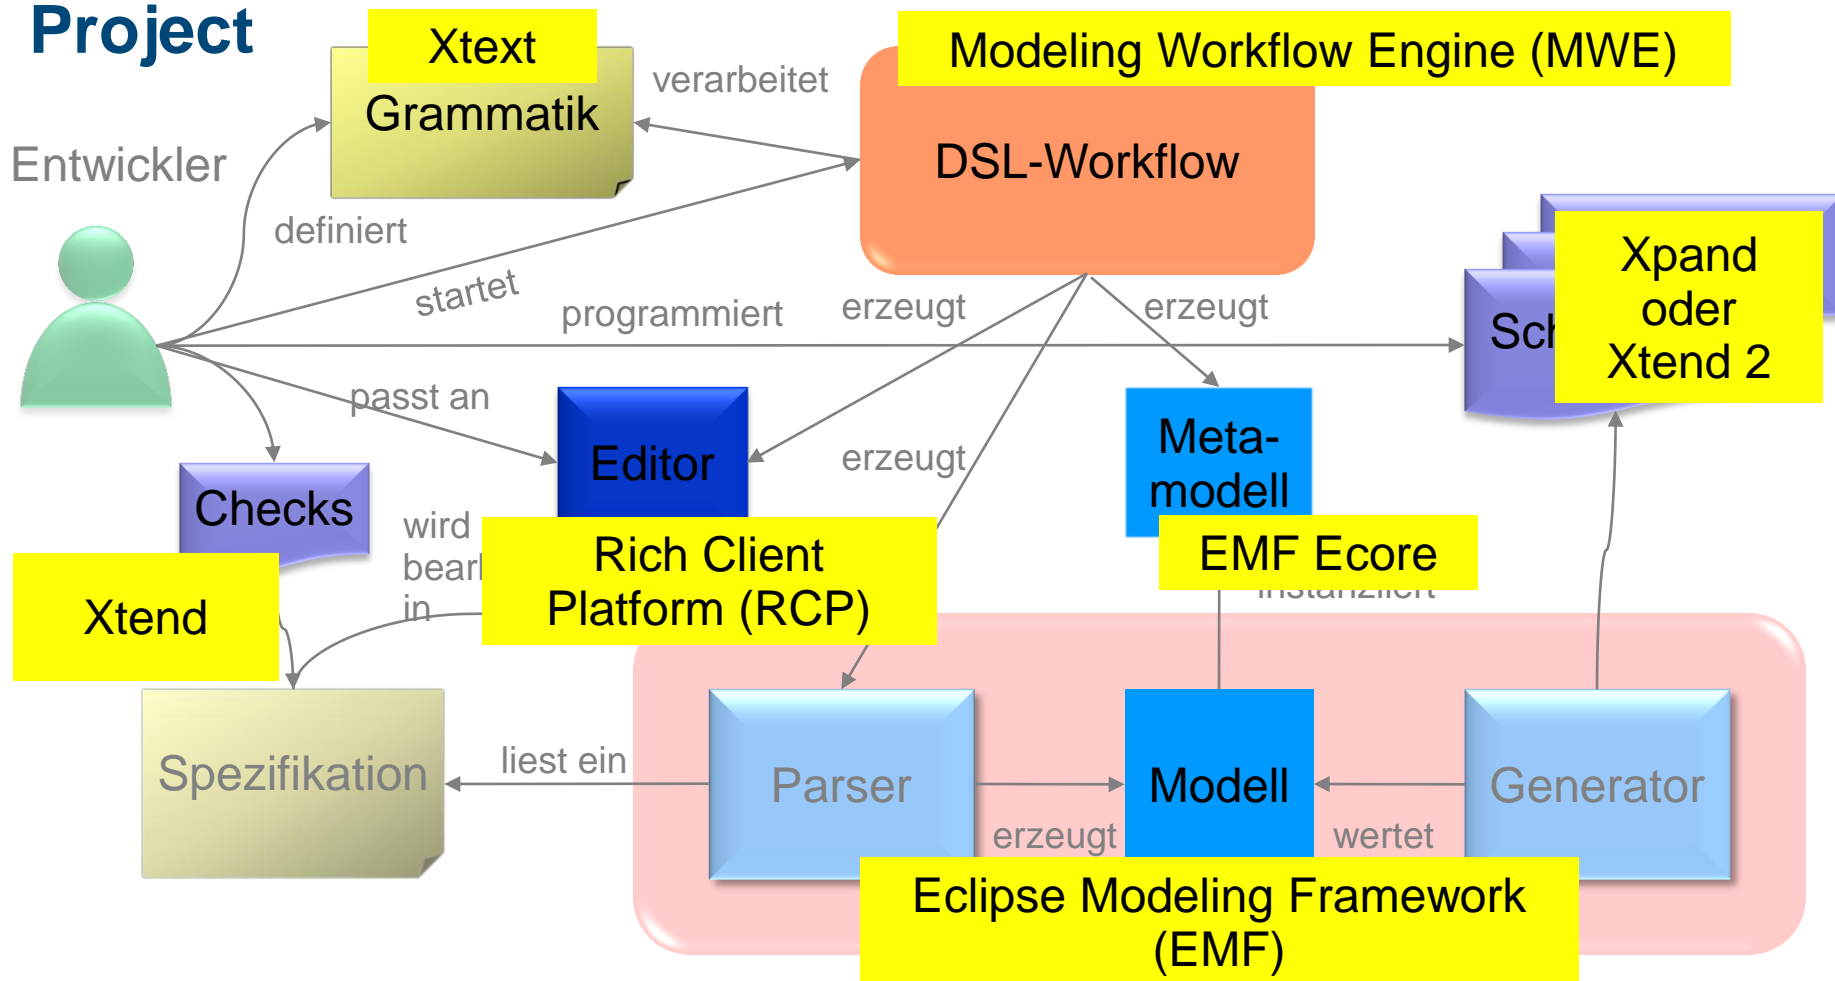 Project
Xtext
Grammatik
verarbeitet
Modeling Workflow Engine (MWE)
DSL-Workflow
Entwickler
definiert
startet
programmiert
erzeugt
erzeugt
Xpand
oder
Xtend 2
Sch
passt an
Editor
erzeugt
Meta-
modell
Checks
wird
in
Rich Client
Platform (RCP)
EMF Ecore
instanziiert
Xtend
Spezifikation
liest ein
Parser
Modell
Generator
erzeugt
wertet
Eclipse Modeling Framework
(EMF)